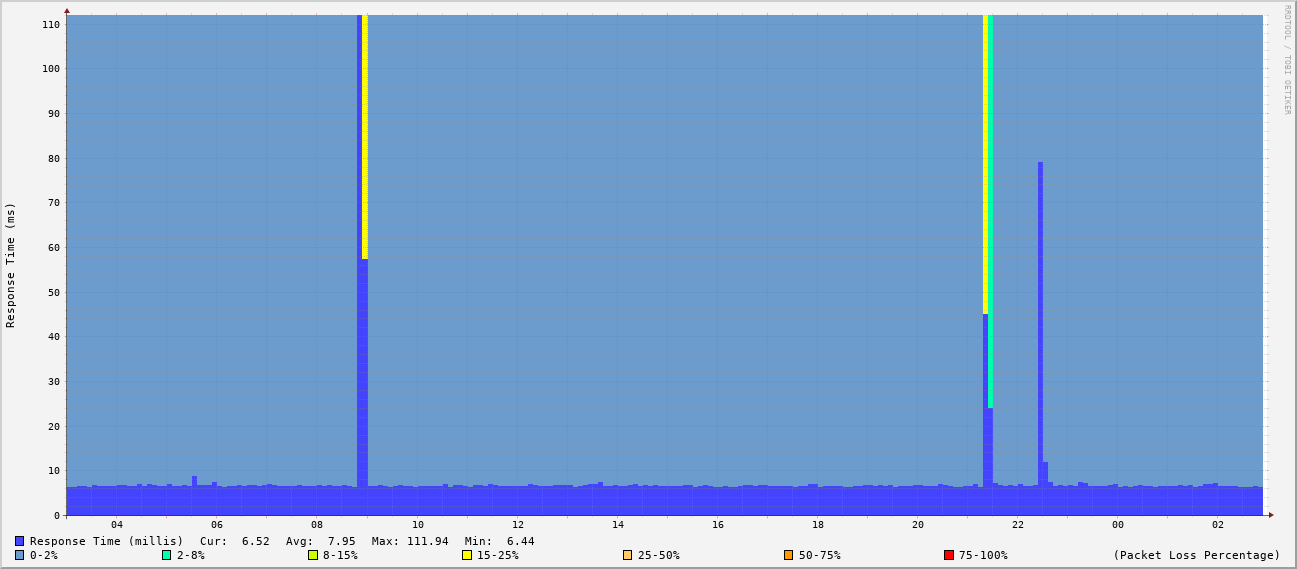 RRDTOOL / TOBI OETIKER
Response Time (ms)
110
100
90
80
70
60
50
40
30
20
10
0
04 06 08 10 12 14 16 18 20 22 00 02
Response Time (millis) Cur: 6.52 Avg: 7.95 Max: 111.94 Min: 6.44
0-2% 2-8% 8-15% 15-25% 25-50% 50-75% 75-100% (Packet Loss Percentage)